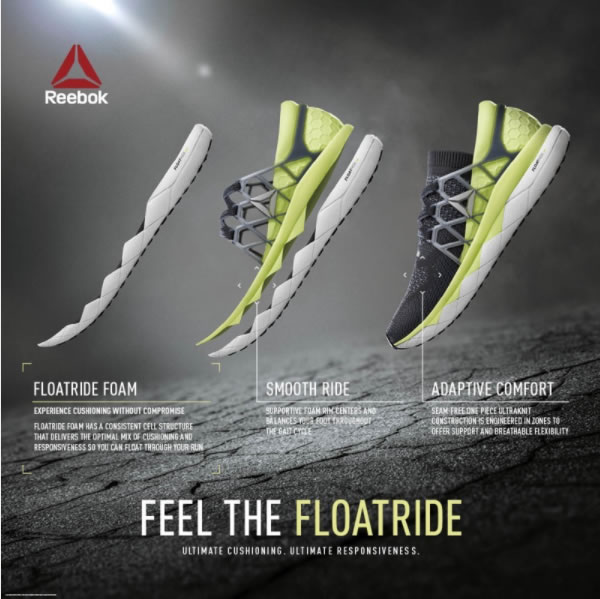 Reebok
FLOATRIDE FOAM
EXPERIENCE CUSHIONING WITHOUT COMPROMISE
FLOATRIDE FOAM HAS A CONSISTENT CELL STRUCTURE
THAT DELIVERS THE OPTIMAL MIX OF CUSHIONING AND
RESPONSIVENESS SO YOU CAN FLOAT THROUGH YOUR RUN
SMOOTH RIDE
SUPPORTIVE FOAM RIM CENTERS AND
BALANCES YOUR FOOT THROUGHOUT
THE GAIT CYCLE
ADAPTIVE COMFORT
SEAM-FREE ONE PIECE ULTRAKNIT
CONSTRUCTION IS ENGINEERED IN ZONES TO
OFFER SUPPORT AND BREATHABLE FLEXIBILITY
FEEL THE FLOATRIDE
ULTIMATE CUSHIONING. ULTIMATE RESPONSIVENESS.